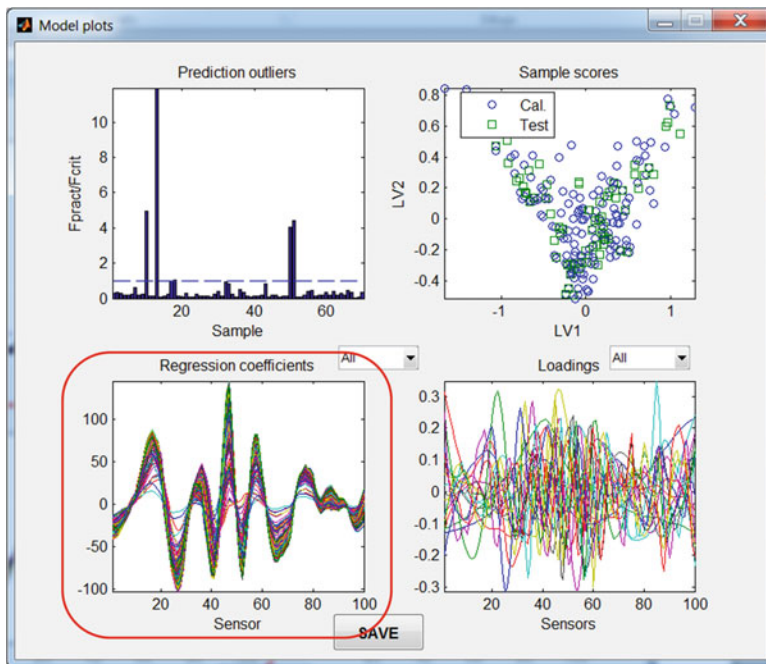 Model plots
Prediction outliers
Fpract/Fcrit
10
8
6
4
2
0
20
40
60
Sample
Sample scores
Cal.
Test
LV2
0.8
0.6
0.4
0.2
0
-0.2
-0.4
-1
0
1
LV1
Regression coefficients
All
100
50
0
-50
-100
20
40
60
80
100
Sensor
Loadings
All
0.3
0.2
0.1
0
-0.1
-0.2
-0.3
20
40
60
80
100
Sensors
SAVE